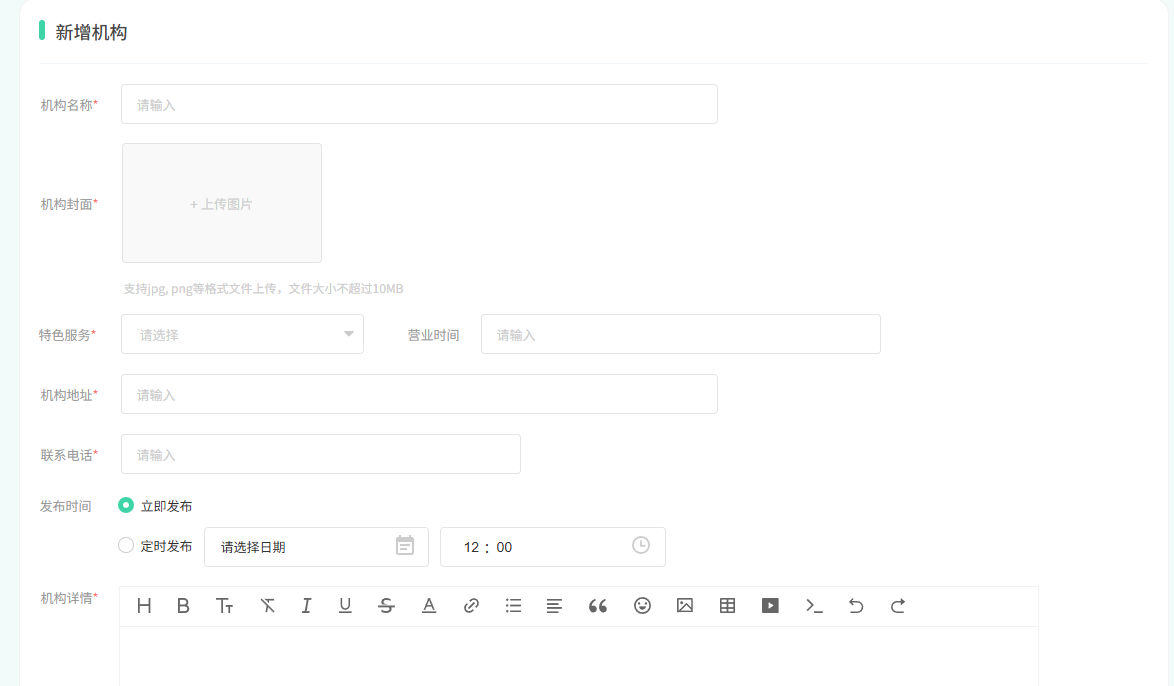 新增机构
机构名称* 请输入
机构封面* + 上传图片
支持jpg, png等格式文件上传，文件大小不超过10MB
特色服务* 请选择 营业时间 请输入
机构地址* 请输入
联系电话* 请输入
发布时间 立即发布
定时发布 请选择日期 12 : 00
机构详情*